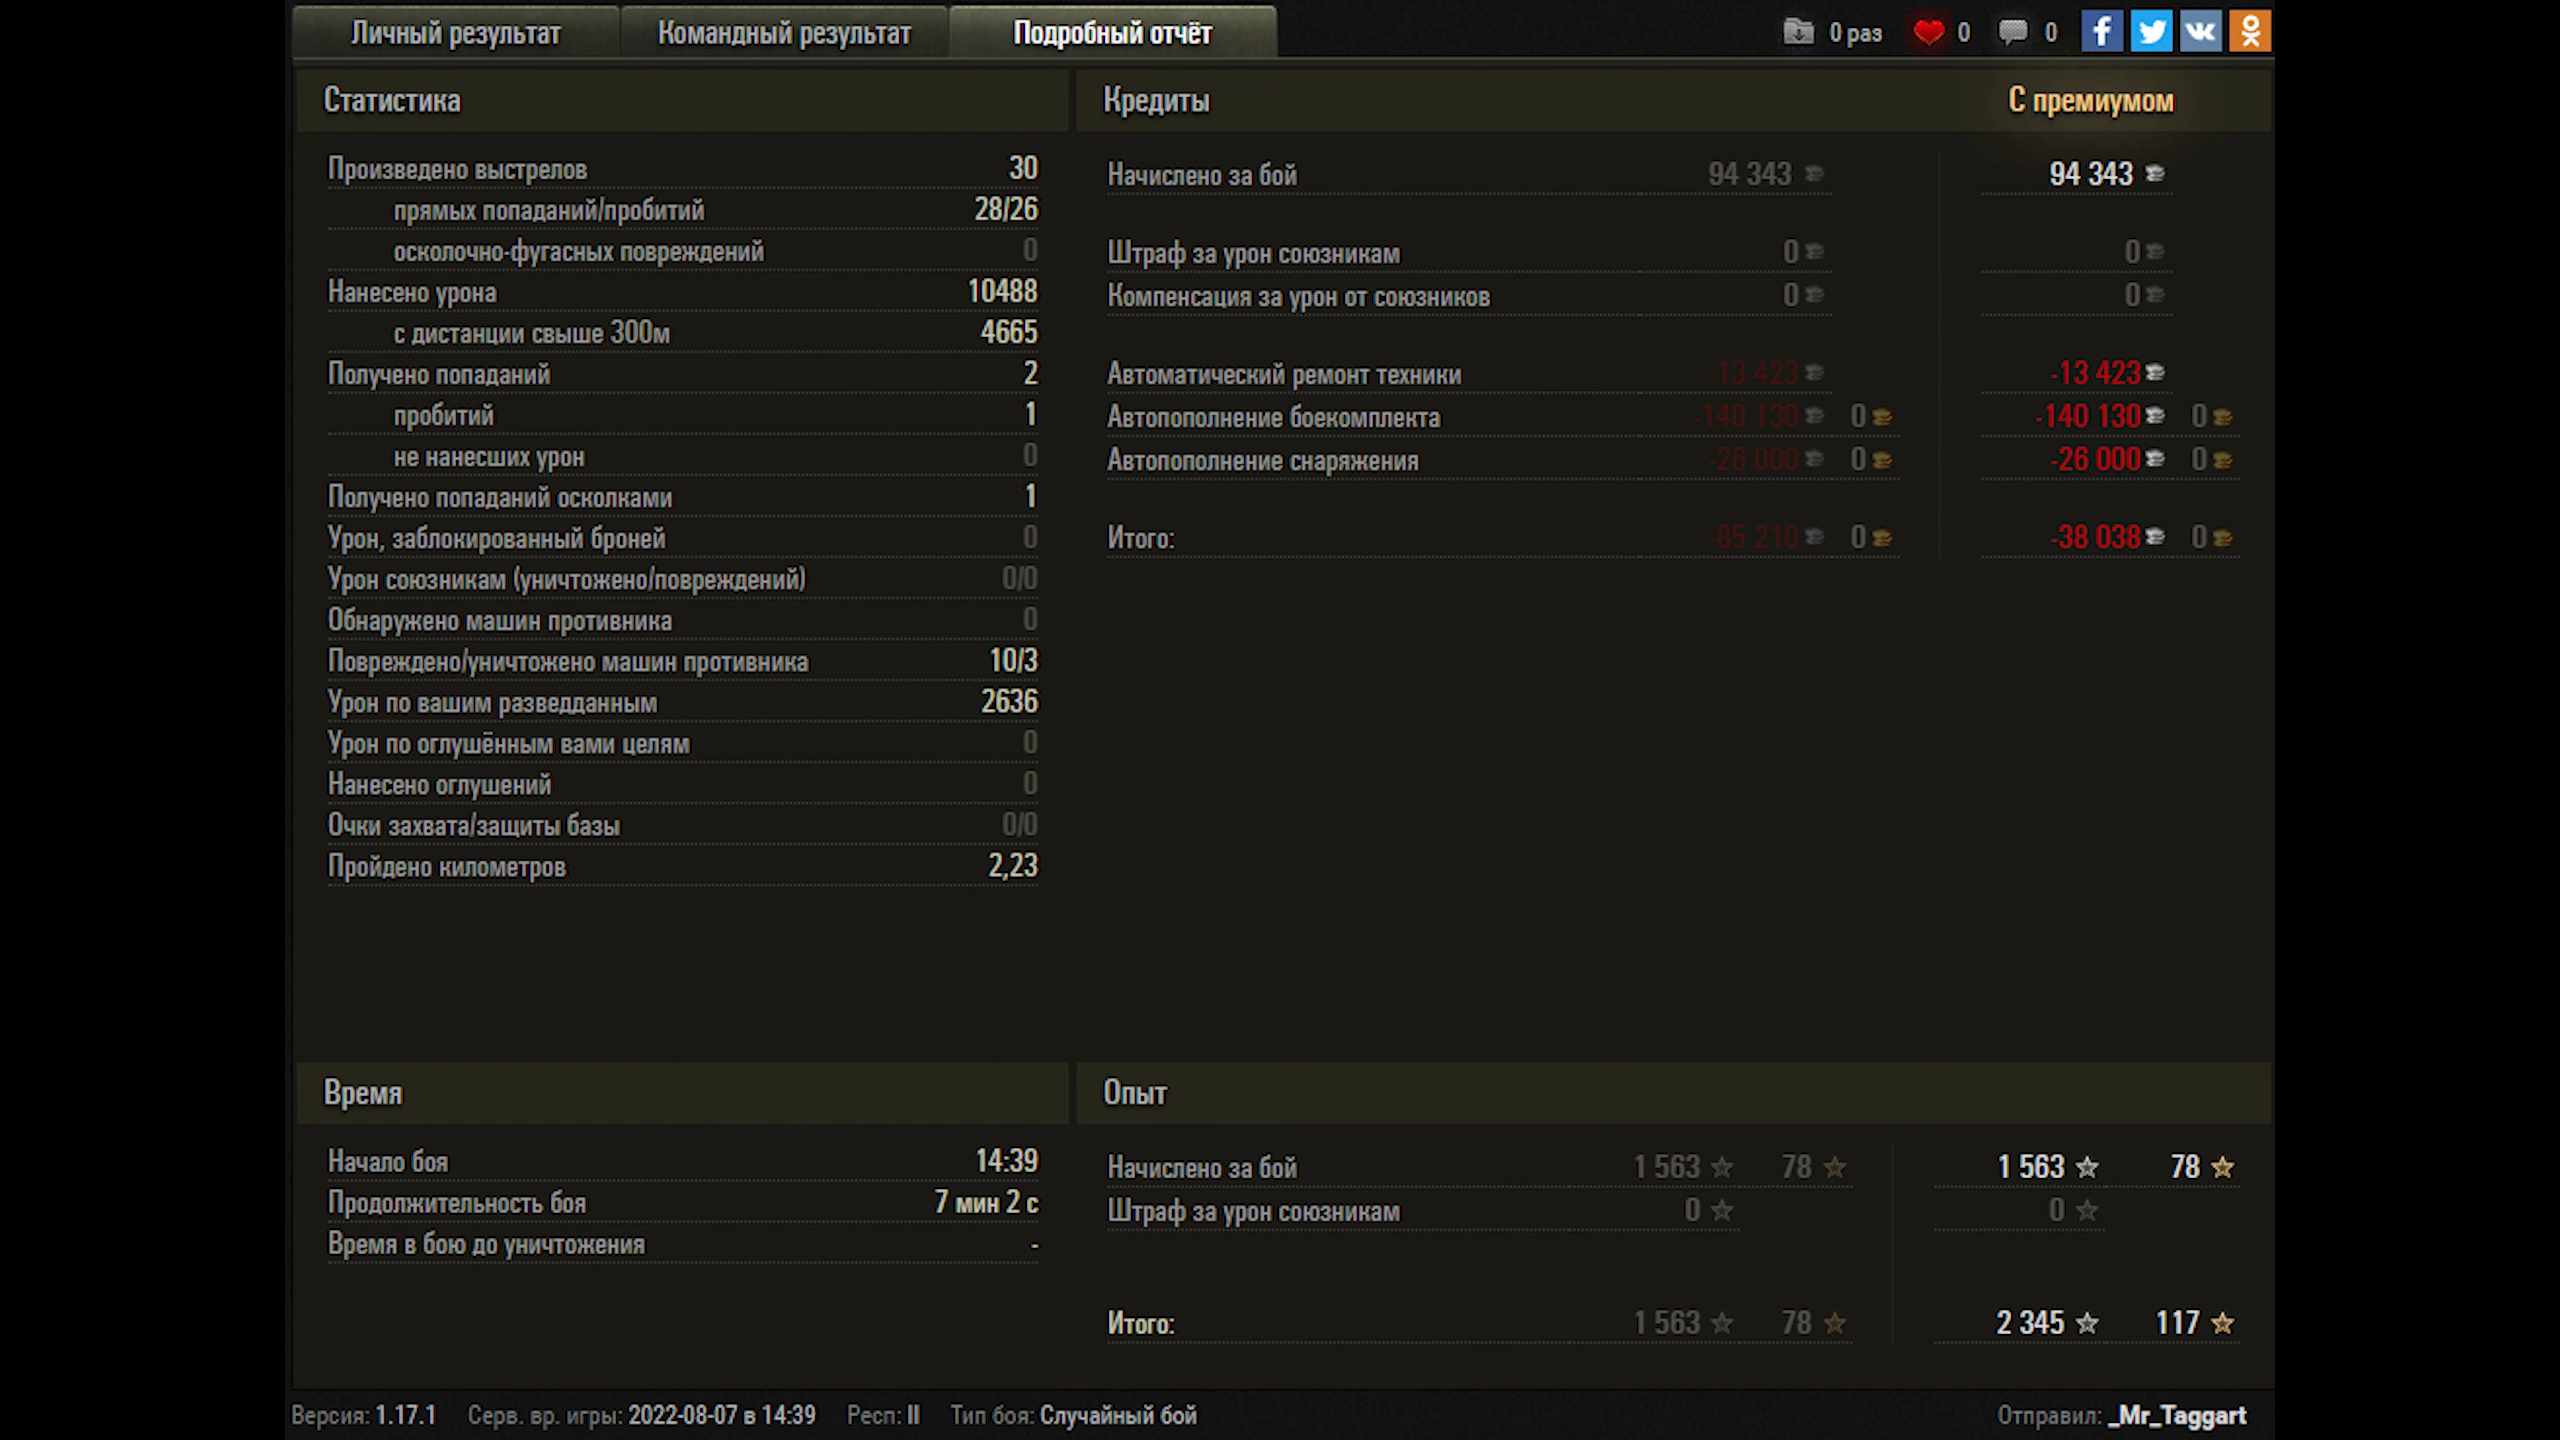 Личный результат Командный результат Подробный отчёт 0 раз 0 0
Статистика
Произведено выстрелов 30
прямых попаданий/пробитий 28/26
осколочно-фугасных повреждений 0
Нанесено урона 10488
с дистанции свыше 300м 4665
Получено попаданий 2
пробитий 1
не нанесших урон 0
Получено попаданий осколками 1
Урон, заблокированный броней 0
Урон союзникам (уничтожено/повреждений) 0/0
Обнаружено машин противника 0
Повреждено/уничтожено машин противника 10/3
Урон по вашим разведданным 2636
Урон по оглушённым вами целям 0
Нанесено оглушений 0
Очки захвата/защиты базы 0/0
Пройдено километров 2,23
Кредиты С премиумом
Начислено за бой 94 343 94 343
Штраф за урон союзникам 0 0
Компенсация за урон от союзников 0 0
Автоматический ремонт техники -13 423 -13 423
Автопополнение боекомплекта -140 130 0 -140 130 0
Автопополнение снаряжения -26 000 0 -26 000 0
Итого: -85 210 0 -38 038 0
Время
Начало боя 14:39
Продолжительность боя 7 мин 2 с
Время в бою до уничтожения -
Опыт
Начислено за бой 1 563 78 1 563 78
Штраф за урон союзникам 0 0
Итого: 1 563 78 2 345 117
Версия: 1.17.1 Серв. вр. игры: 2022-08-07 в 14:39 Респ: II Тип боя: Случайный бой Отправил: _Mr_Taggart